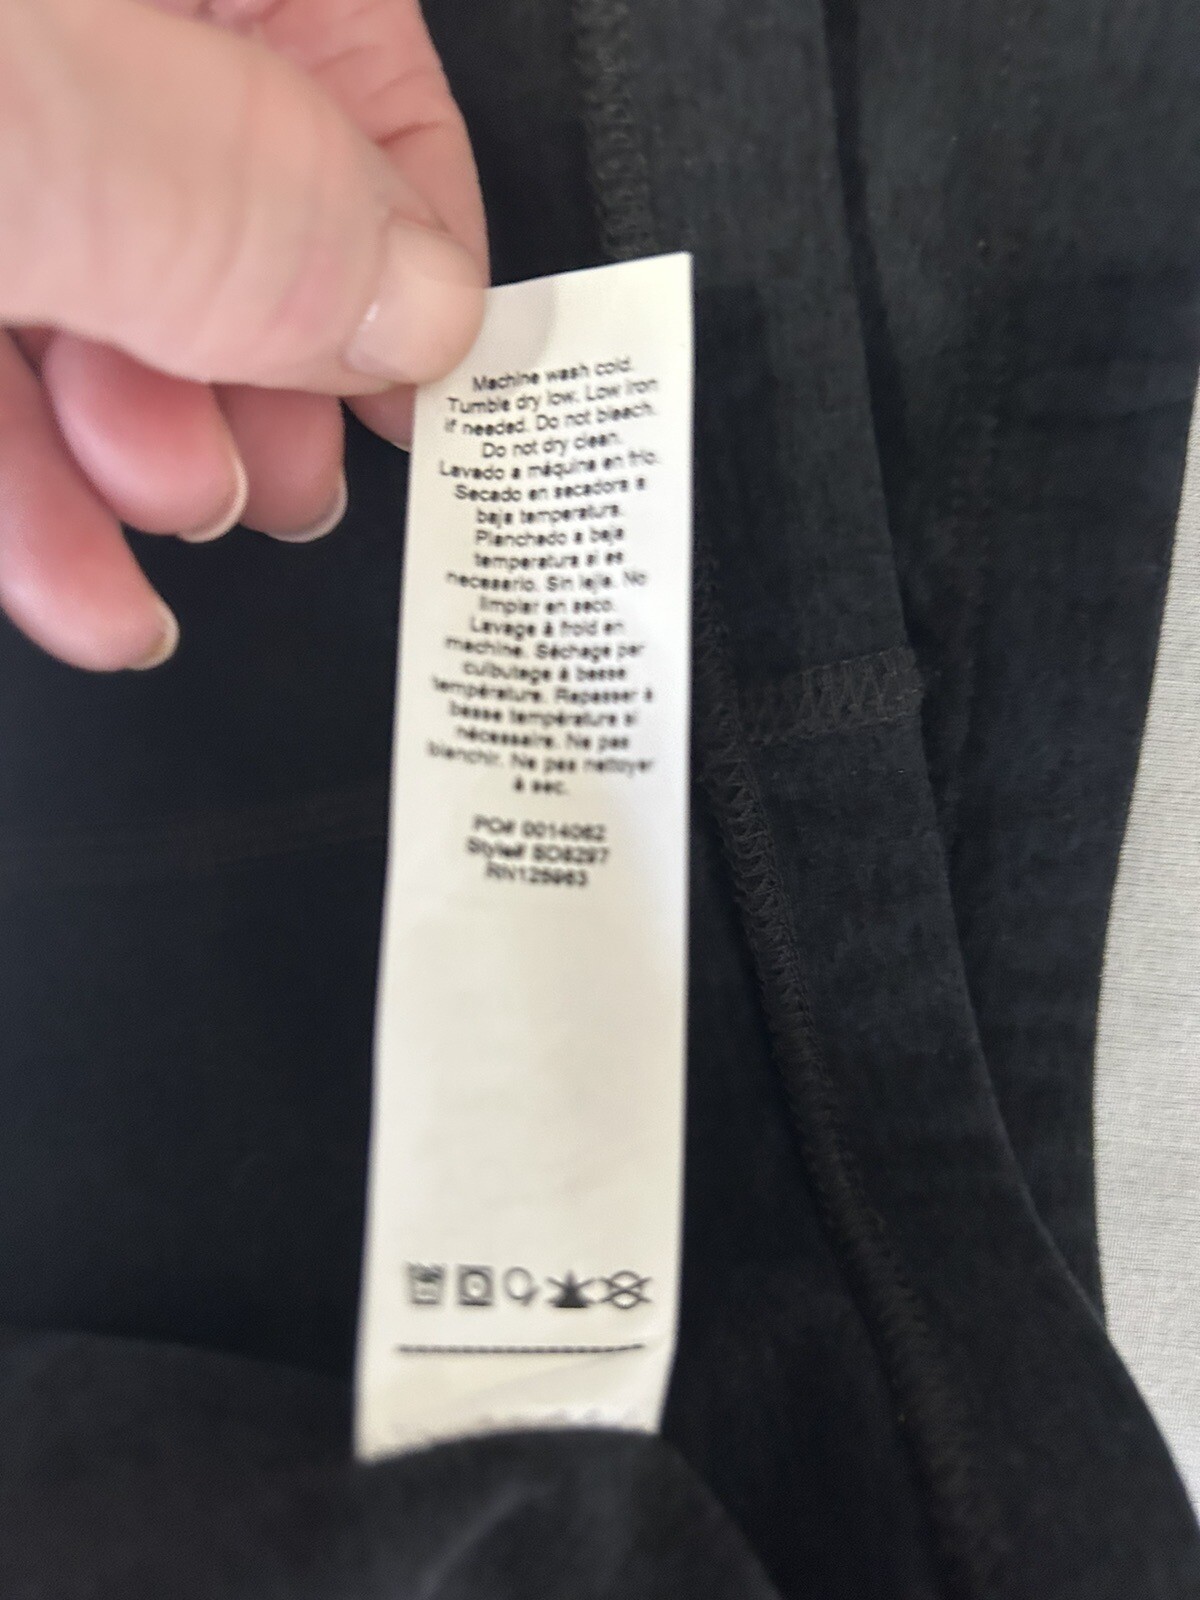 Machine wash cold.
Tumble dry low. Low iron
if needed. Do not bleach.
Do not dry clean.
Lavado a máquina en frío.
Secado en secadora a
baja temperatura.
Planchado a baja
temperatura si es
necesario. Sin lejía. No
limpiar en seco.
Lavage à froid en
machine. Séchage par
culbutage à basse
température. Repasser à
basse température si
nécessaire. Ne pas
blanchir. Ne pas nettoyer
à sec.
PO# 0014062
Style# SO8297
RN125963